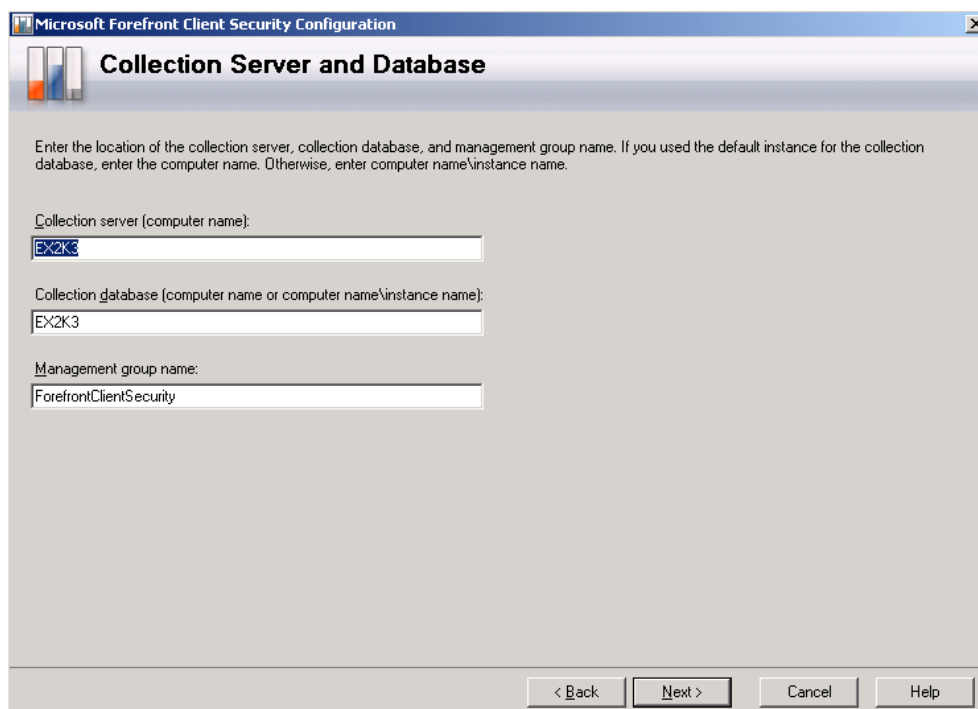 Microsoft Forefront Client Security Configuration
Collection Server and Database
Enter the location of the collection server, collection database, and management group name. If you used the default instance for the collection
database, enter the computer name. Otherwise, enter computer name\instance name.
Collection server (computer name):
EX2K3
Collection database (computer name or computer name\instance name):
EX2K3
Management group name:
ForefrontClientSecurity
< Back Next > Cancel Help